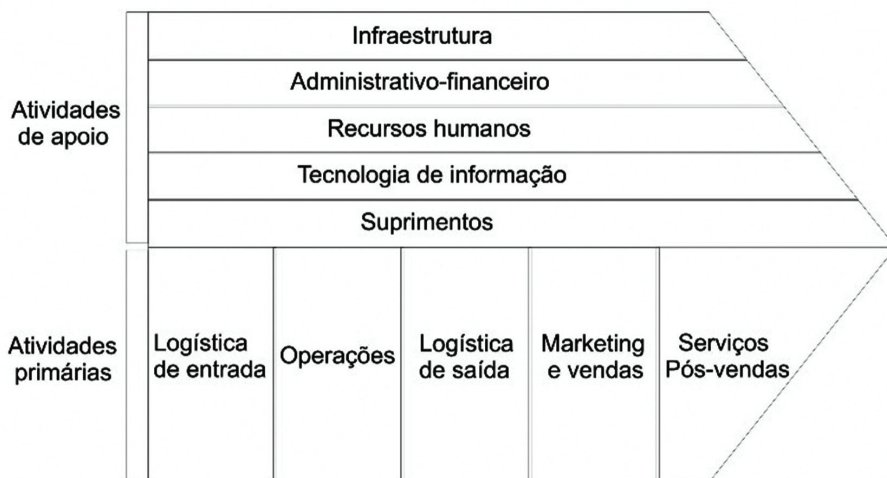 Infraestrutura
Administrativo-financeiro
Atividades
de apoio
Recursos humanos
Tecnologia de informação
Suprimentos
Atividades
primárias
Logística
de entrada
Operações
Logística
de saída
Marketing
e vendas
Serviços
Pós-vendas